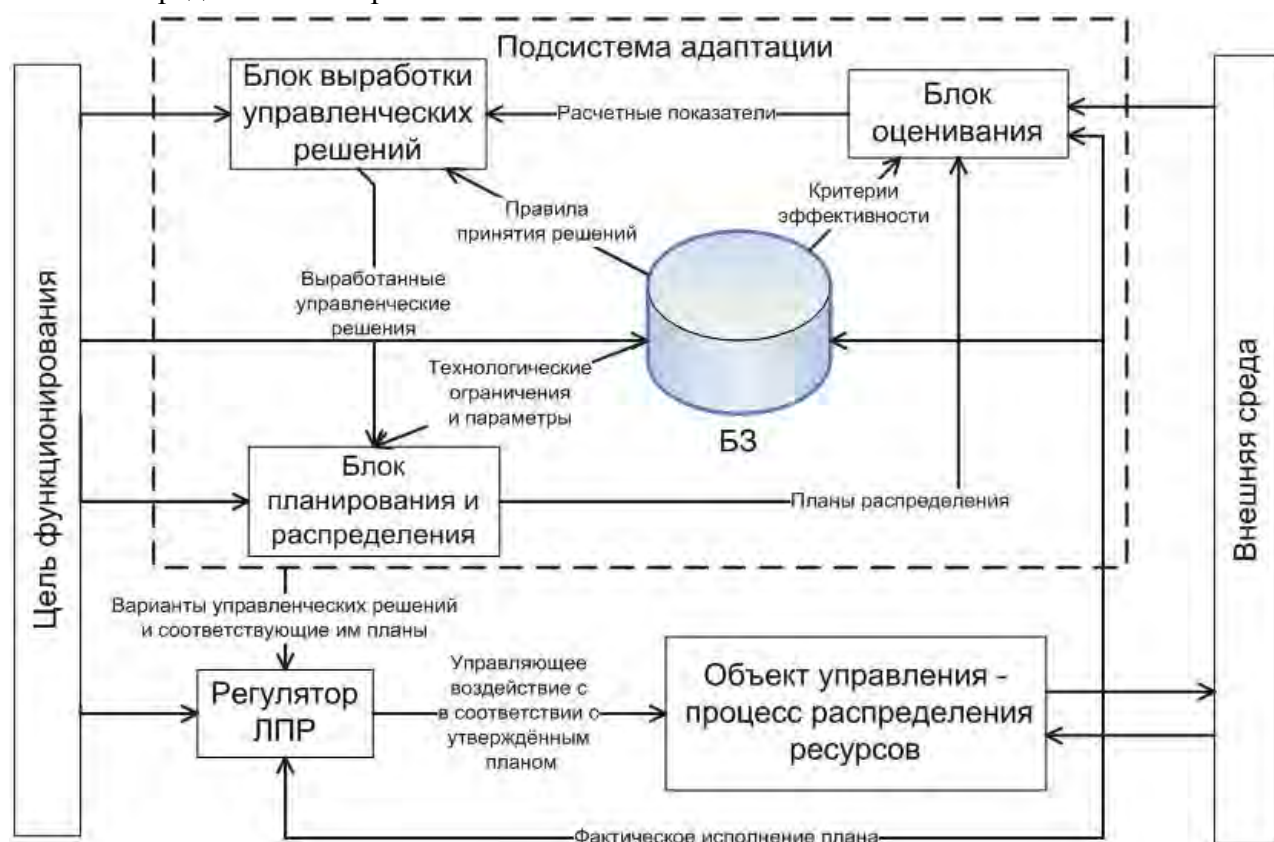 Подсистема адаптации
Блок выработки
управленческих
решений
Расчетные показатели
Блок
оценивания
Критерии
эффективности
Правила
принятия решений
Выработанные
управленческие
решения
Технологические
ограничения
и параметры
БЗ
Блок
планирования и
распределения
Планы распределения
Цель функционирования
Внешняя среда
Варианты управленческих решений
и соответствующие им планы
Регулятор
ЛПР
Управляющее
воздействие с
в соответствии с
утверждённым
планом
Объект управления -
процесс распределения
ресурсов
Фактическое исполнение плана